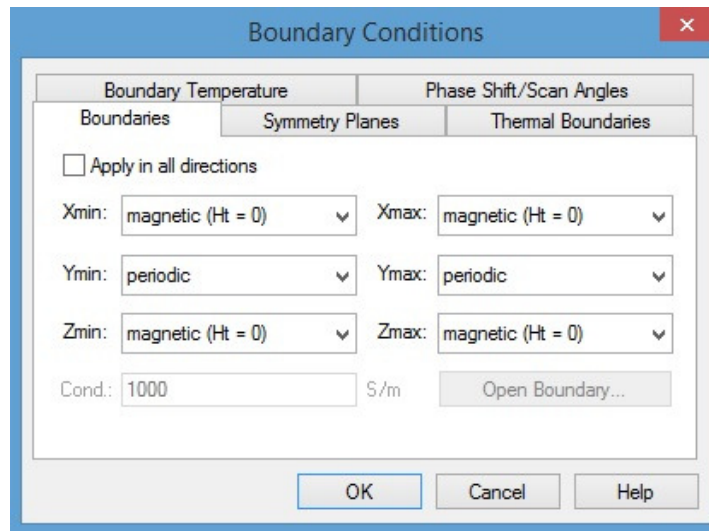 Boundary Conditions
Boundary Temperature
Phase Shift/Scan Angles
Boundaries
Symmetry Planes
Thermal Boundaries
Apply in all directions
Xmin: magnetic (Ht = 0) Xmax: magnetic (Ht = 0)
Ymin: periodic Ymax: periodic
Zmin: magnetic (Ht = 0) Zmax: magnetic (Ht = 0)
Cond.: 1000 S/m Open Boundary...
OK Cancel Help